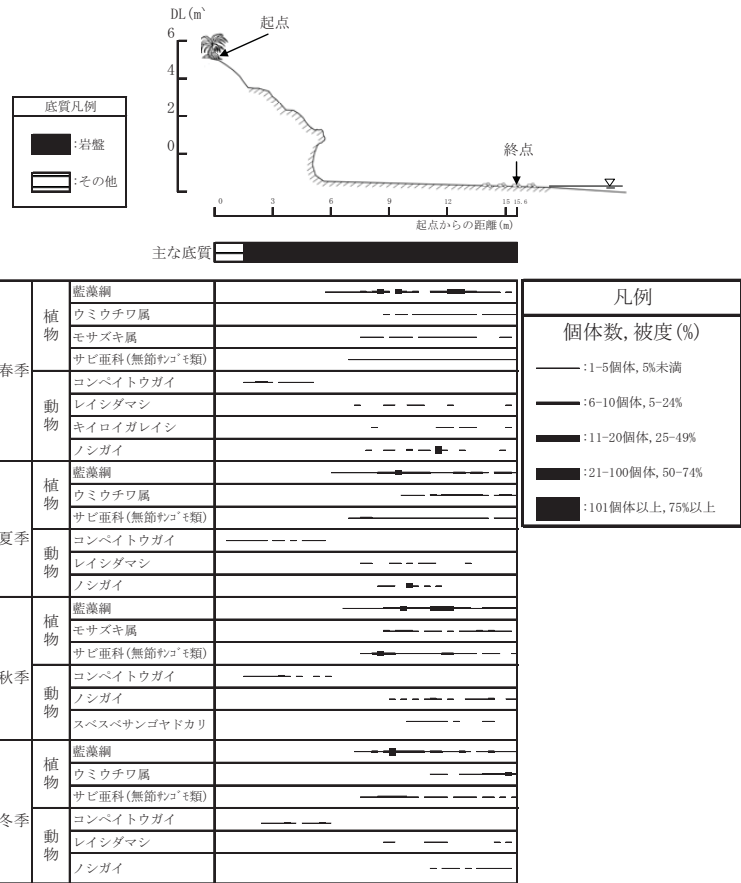 DL(m)
6
4
2
0
起点
終点
底質凡例
:岩盤
:その他
0 3 6 9 12 15 15.6
起点からの距離(m)
主な底質
凡例
個体数,被度(%)
:1-5個体,5%未満
:6-10個体,5-24%
:11-20個体,25-49%
:21-100個体,50-74%
:101個体以上,75%以上
春季
植物
藍藻綱
ウミウチワ属
モサズキ属
サビ亜科(無節サンゴモ類)
動物
コンペイトウガイ
レイシダマシ
キイロイガレイシ
ノシガイ
夏季
植物
藍藻綱
ウミウチワ属
サビ亜科(無節サンゴモ類)
動物
コンペイトウガイ
レイシダマシ
ノシガイ
秋季
植物
藍藻綱
モサズキ属
サビ亜科(無節サンゴモ類)
動物
コンペイトウガイ
ノシガイ
スベスベサンゴヤドカリ
冬季
植物
藍藻綱
ウミウチワ属
サビ亜科(無節サンゴモ類)
動物
コンペイトウガイ
レイシダマシ
ノシガイ